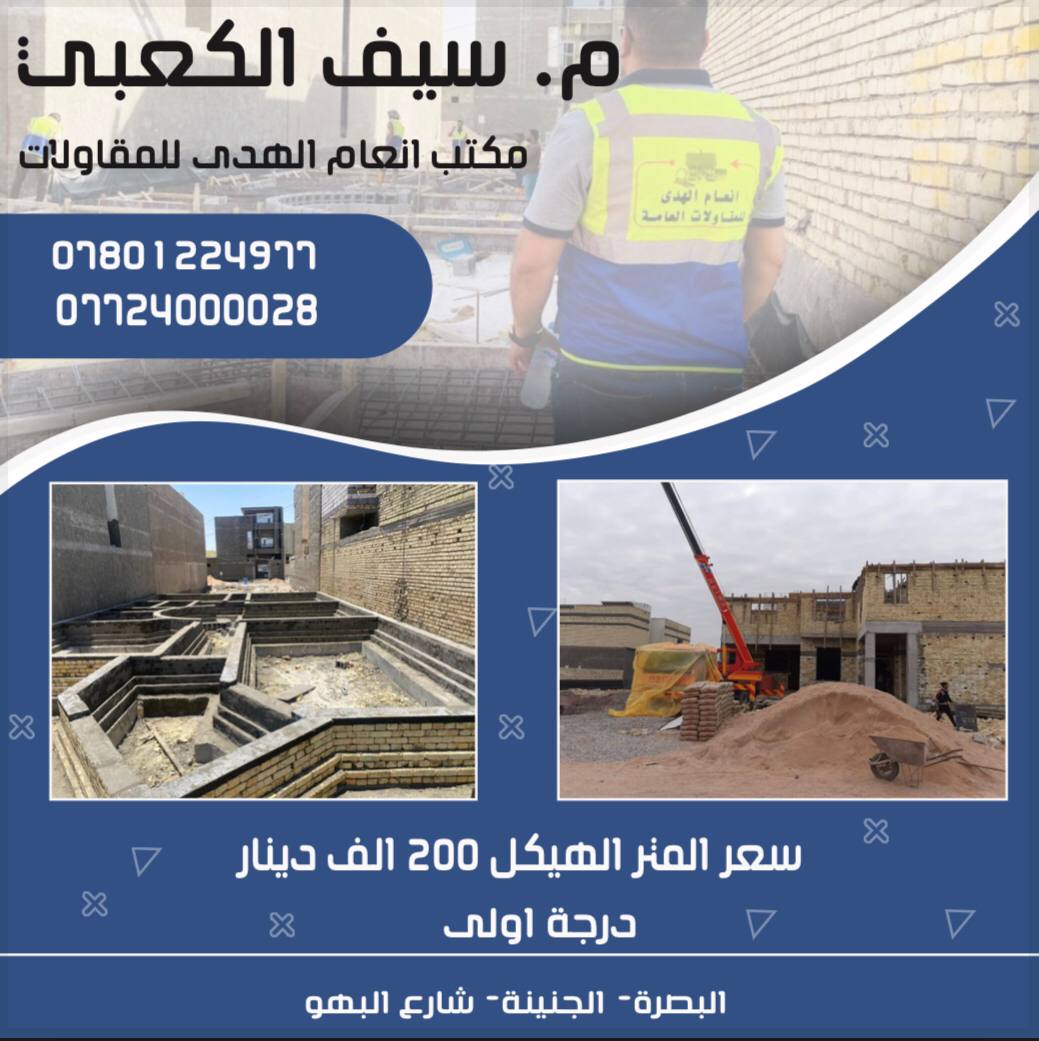 م. سيف الكعبي
مكتب انعام الهدى للمقاولات
07801224977
07724000028
انعام الهدى
للمقاولات العامة
سعر المتر الهيكل 200 الف دينار
درجة اولى
البصرة- الجنينة- شارع البهو